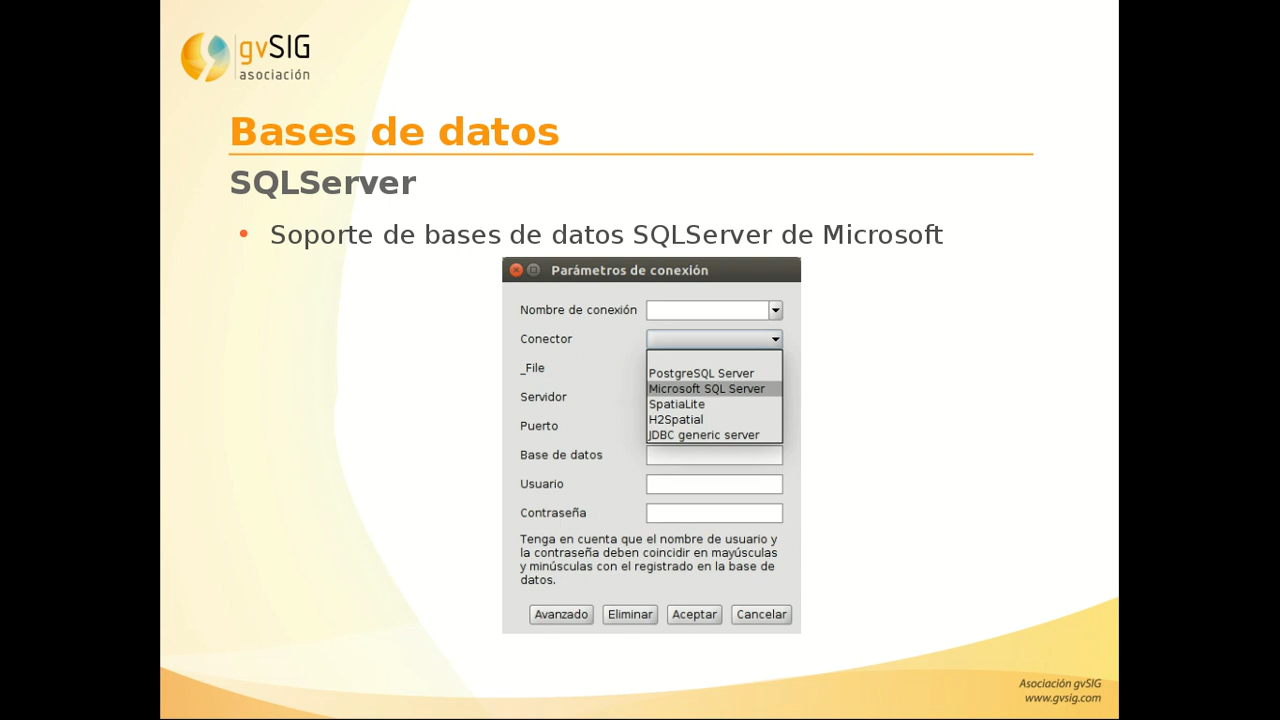 gvSIG
asociación
Bases de datos
SQLServer
• Soporte de bases de datos SQLServer de Microsoft
Parámetros de conexión
Nombre de conexión
Conector
_File
PostgreSQL Server
Microsoft SQL Server
Servidor
SpatiaLite
H2Spatial
Puerto
JDBC generic server
Base de datos
Usuario
Contraseña
Tenga en cuenta que el nombre de usuario y
la contraseña deben coincidir en mayúsculas
y minúsculas con el registrado en la base de
datos.
Avanzado Eliminar Aceptar Cancelar
Asociación gvSIG
www.gvsig.com